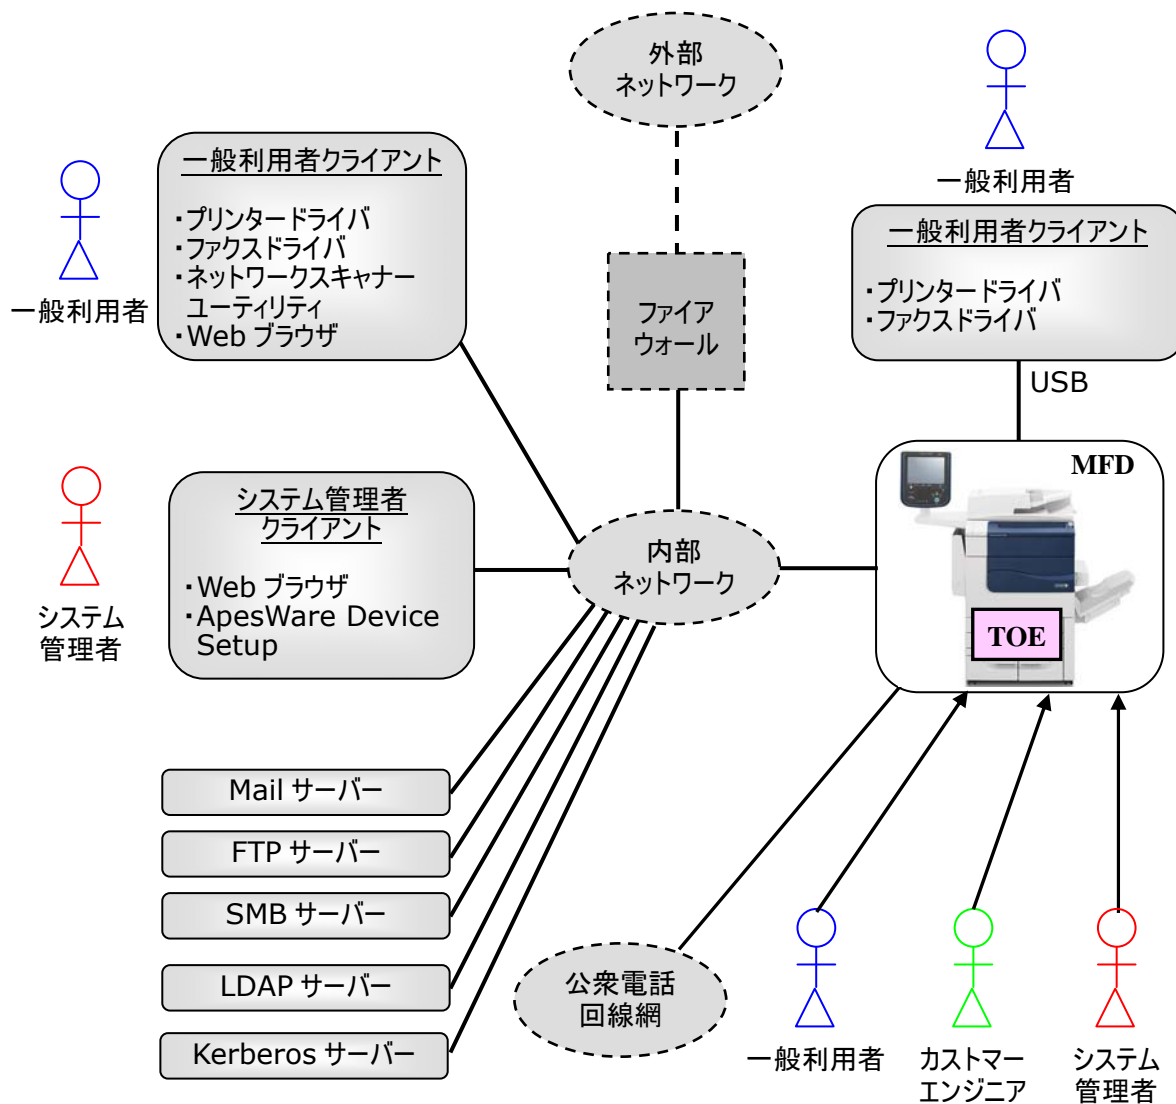 外部
ネットワーク
一般利用者
一般利用者クライアント
・プリンタードライバ
・ファクスドライバ
・ネットワークスキャナー
ユーティリティ
・Web ブラウザ
一般利用者
一般利用者クライアント
・プリンタードライバ
・ファクスドライバ
ファイア
ウォール
USB
システム管理者
クライアント
・Web ブラウザ
・ApesWare Device
Setup
システム
管理者
内部
ネットワーク
MFD
TOE
Mail サーバー
FTP サーバー
SMB サーバー
LDAP サーバー
Kerberos サーバー
公衆電話
回線網
一般利用者
カストマー
エンジニア
システム
管理者